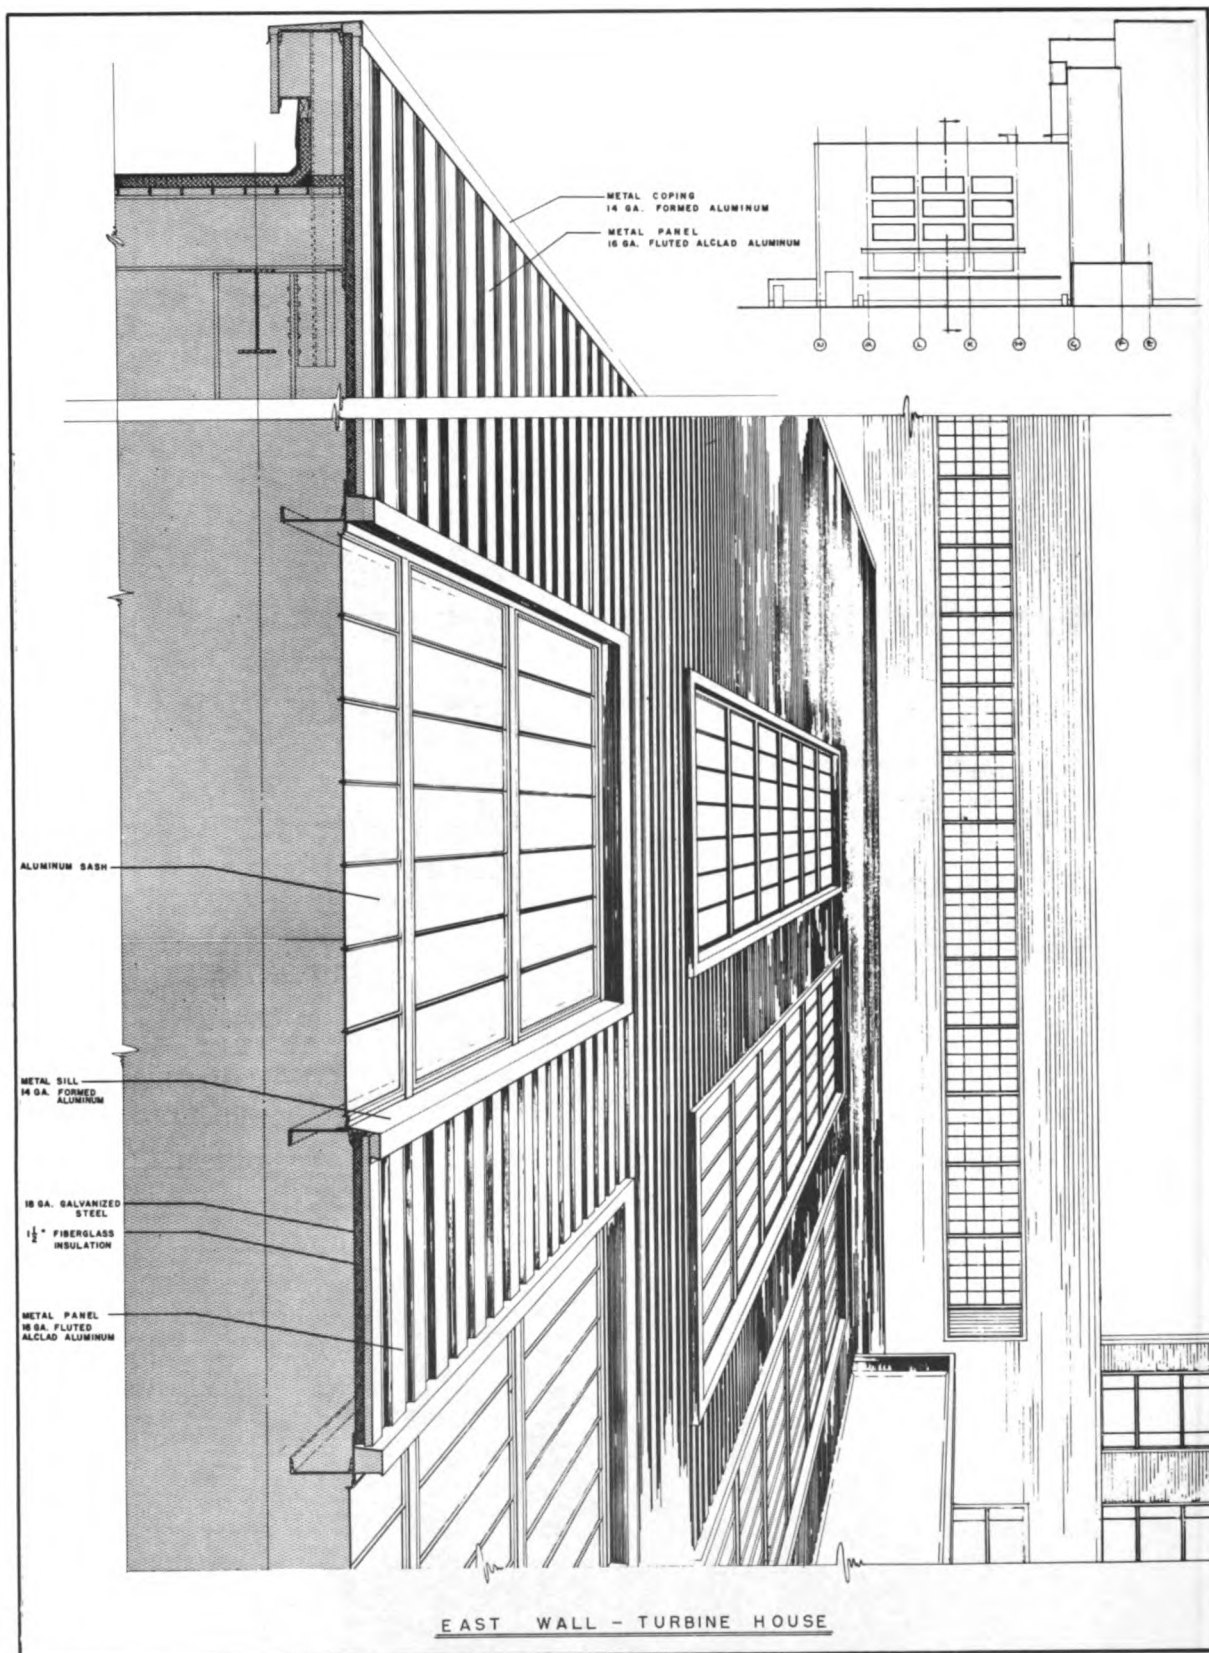 METAL COPING
14 GA. FORMED ALUMINUM
METAL PANEL
16 GA. FLUTED ALCLAD ALUMINUM
N
L
K
G
F
E
ALUMINUM SASH
METAL SILL
14 GA. FORMED
ALUMINUM
18 GA. GALVANIZED
STEEL
1 1/2" FIBERGLASS
INSULATION
METAL PANEL
16 GA. FLUTED
ALCLAD ALUMINUM
EAST WALL - TURBINE HOUSE